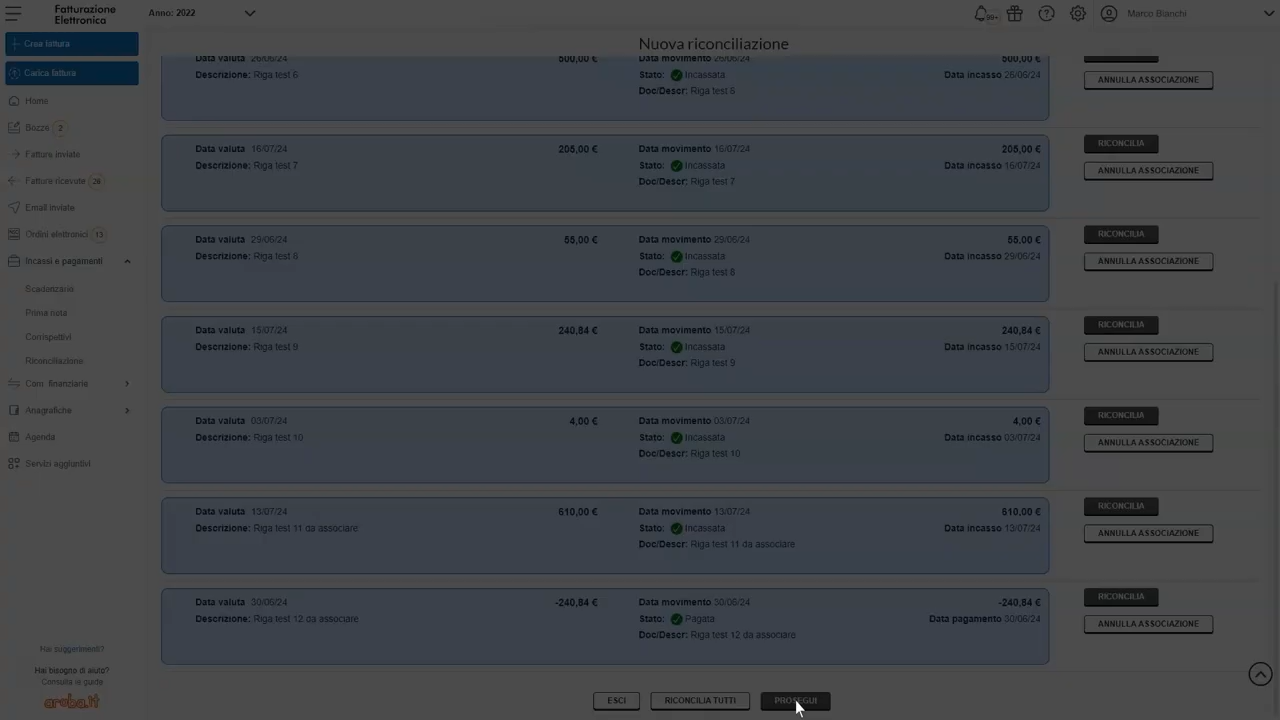 Fatturazione
Elettronica
Anno: 2022
99+
Marco Bianchi
Crea fattura
Carica fattura
Home
Bozze 2
Fatture inviate
Fatture ricevute 28
Email inviate
Ordini elettronici 13
Incassi e pagamenti
Scadenzario
Prima nota
Corrispettivi
Riconciliazione
Com. finanziaria
Anagrafiche
Agenda
Servizi aggiuntivi
Hai suggerimenti?
Hai bisogno di aiuto?
Consulta le guide
aruba.it
Nuova riconciliazione
Data valuta 26/06/24 500,00 € Data movimento 26/06/24 500,00 €
Descrizione: Riga test 6 Stato: Incassata Data incasso 26/06/24 ANNULLA ASSOCIAZIONE
Doc/Descr: Riga test 6
Data valuta 16/07/24 205,00 € Data movimento 16/07/24 205,00 € RICONCILIA
Descrizione: Riga test 7 Stato: Incassata Data incasso 16/07/24 ANNULLA ASSOCIAZIONE
Doc/Descr: Riga test 7
Data valuta 29/06/24 55,00 € Data movimento 29/06/24 55,00 € RICONCILIA
Descrizione: Riga test 8 Stato: Incassata Data incasso 29/06/24 ANNULLA ASSOCIAZIONE
Doc/Descr: Riga test 8
Data valuta 15/07/24 240,84 € Data movimento 15/07/24 240,84 € RICONCILIA
Descrizione: Riga test 9 Stato: Incassata Data incasso 15/07/24 ANNULLA ASSOCIAZIONE
Doc/Descr: Riga test 9
Data valuta 03/07/24 4,00 € Data movimento 03/07/24 4,00 € RICONCILIA
Descrizione: Riga test 10 Stato: Incassata Data incasso 03/07/24 ANNULLA ASSOCIAZIONE
Doc/Descr: Riga test 10
Data valuta 13/07/24 610,00 € Data movimento 13/07/24 610,00 € RICONCILIA
Descrizione: Riga test 11 da associare Stato: Incassata Data incasso 13/07/24 ANNULLA ASSOCIAZIONE
Doc/Descr: Riga test 11 da associare
Data valuta 30/06/24 -240,84 € Data movimento 30/06/24 -240,84 € RICONCILIA
Descrizione: Riga test 12 da associare Stato: Pagata Data pagamento 30/06/24 ANNULLA ASSOCIAZIONE
Doc/Descr: Riga test 12 da associare
ESCI RICONCILIA TUTTI PROSEGUI